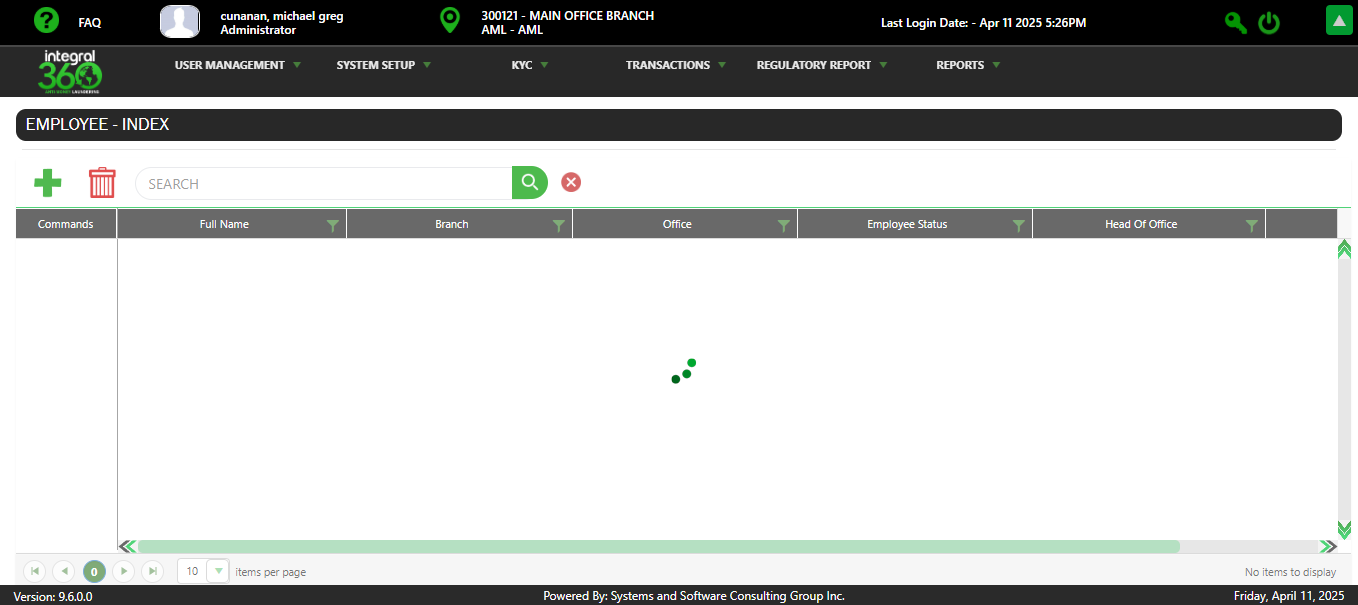 ?
FAQ
cunanan, michael greg
Administrator
300121 - MAIN OFFICE BRANCH
AML - AML
Last Login Date: - Apr 11 2025 5:26PM
integral
360
USER MANAGEMENT
SYSTEM SETUP
KYC
TRANSACTIONS
REGULATORY REPORT
REPORTS
EMPLOYEE - INDEX
SEARCH
Commands
Full Name
Branch
Office
Employee Status
Head Of Office
0
10
items per page
No items to display
Version: 9.6.0.0
Powered By: Systems and Software Consulting Group Inc.
Friday, April 11, 2025